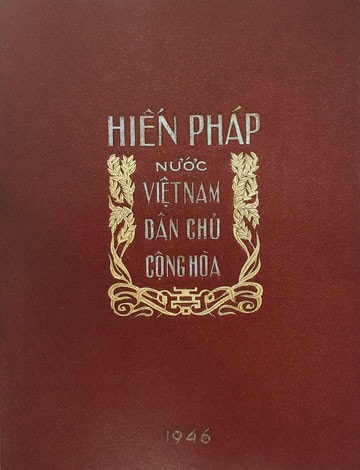 HIẾN PHÁP
NƯỚC
VIỆT NAM
DÂN CHỦ
CỘNG HÒA
1946